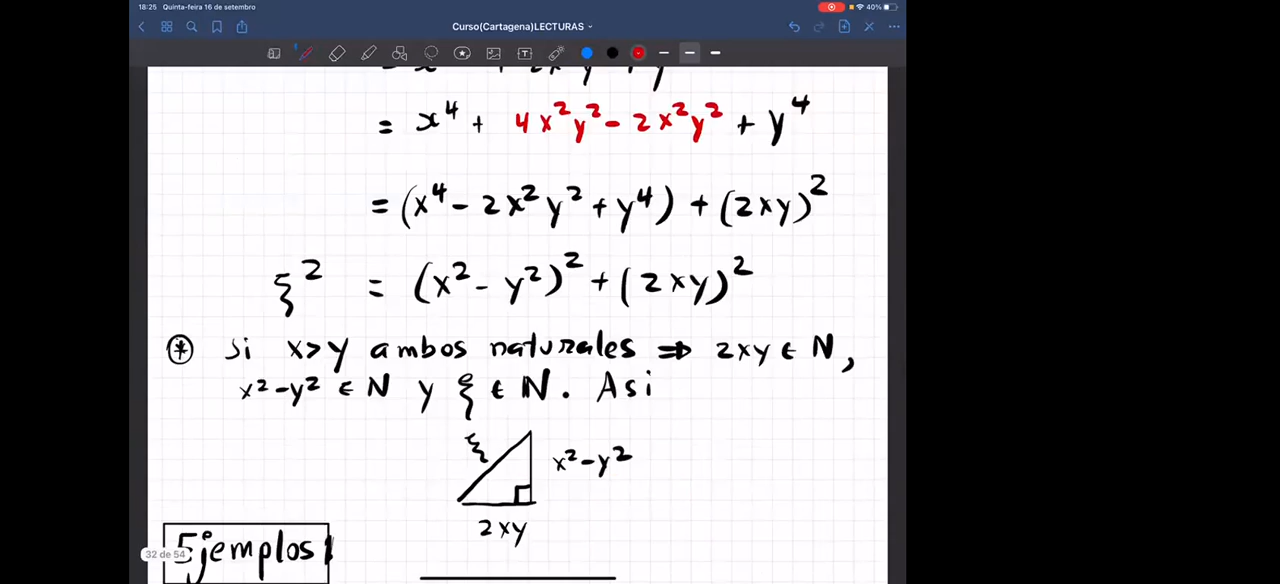 18:25 Quinta-feira 16 de setembro
40%
Curso(Cartagena)LECTURAS
= x⁴ + 4x²y² - 2x²y² + y⁴
= (x⁴ - 2x²y² + y⁴) + (2xy)²
ξ² = (x² - y²)² + (2xy)²
* Si x>y ambos naturales ⇒ 2xy ∈ N,
x²-y² ∈ N y ξ ∈ N. Asi
ξ
x²-y²
2xy
Ejemplos
32 de 54